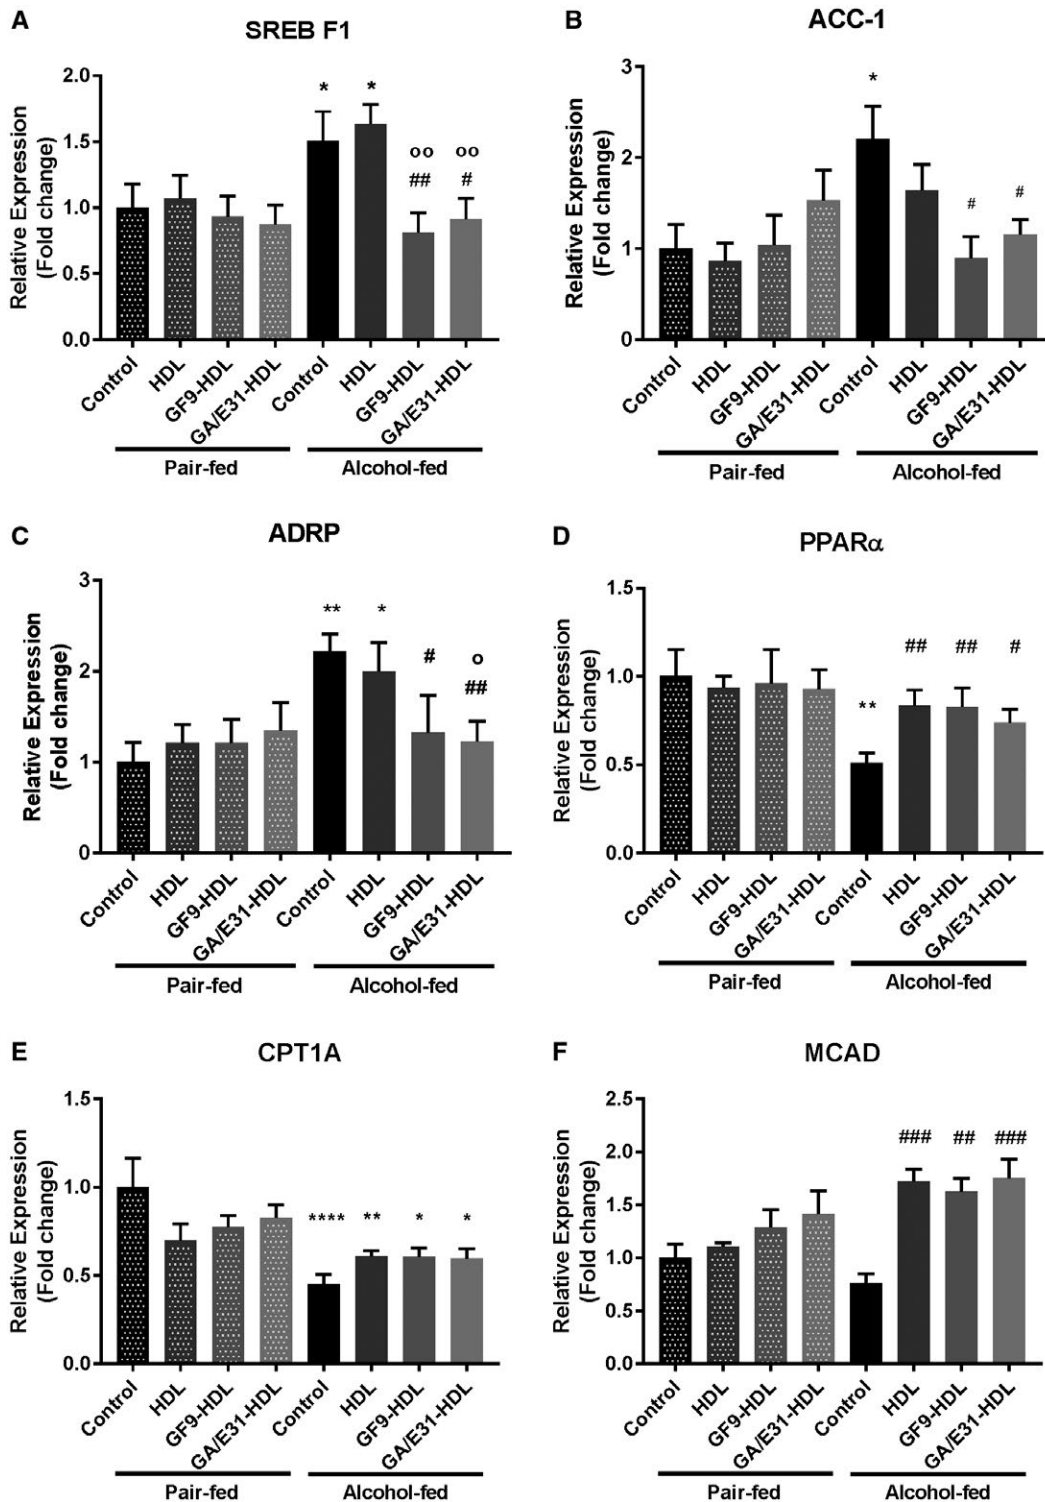 A
SREB F1
Relative Expression
(Fold change)
2.0
1.5
1.0
0.5
0.0
* *
oo oo
## #
Control HDL GF9-HDL GA/E31-HDL Control HDL GF9-HDL GA/E31-HDL
Pair-fed Alcohol-fed
B
ACC-1
Relative Expression
(Fold change)
3
2
1
0
*
# #
Control HDL GF9-HDL GA/E31-HDL Control HDL GF9-HDL GA/E31-HDL
Pair-fed Alcohol-fed
C
ADRP
Relative Expression
(Fold change)
3
2
1
0
** *
# o
##
Control HDL GF9-HDL GA/E31-HDL Control HDL GF9-HDL GA/E31-HDL
Pair-fed Alcohol-fed
D
PPARα
Relative Expression
(Fold change)
1.5
1.0
0.5
0.0
** ## ## #
Control HDL GF9-HDL GA/E31-HDL Control HDL GF9-HDL GA/E31-HDL
Pair-fed Alcohol-fed
E
CPT1A
Relative Expression
(Fold change)
1.5
1.0
0.5
0.0
**** ** * *
Control HDL GF9-HDL GA/E31-HDL Control HDL GF9-HDL GA/E31-HDL
Pair-fed Alcohol-fed
F
MCAD
Relative Expression
(Fold change)
2.5
2.0
1.5
1.0
0.5
0.0
### ## ###
Control HDL GF9-HDL GA/E31-HDL Control HDL GF9-HDL GA/E31-HDL
Pair-fed Alcohol-fed